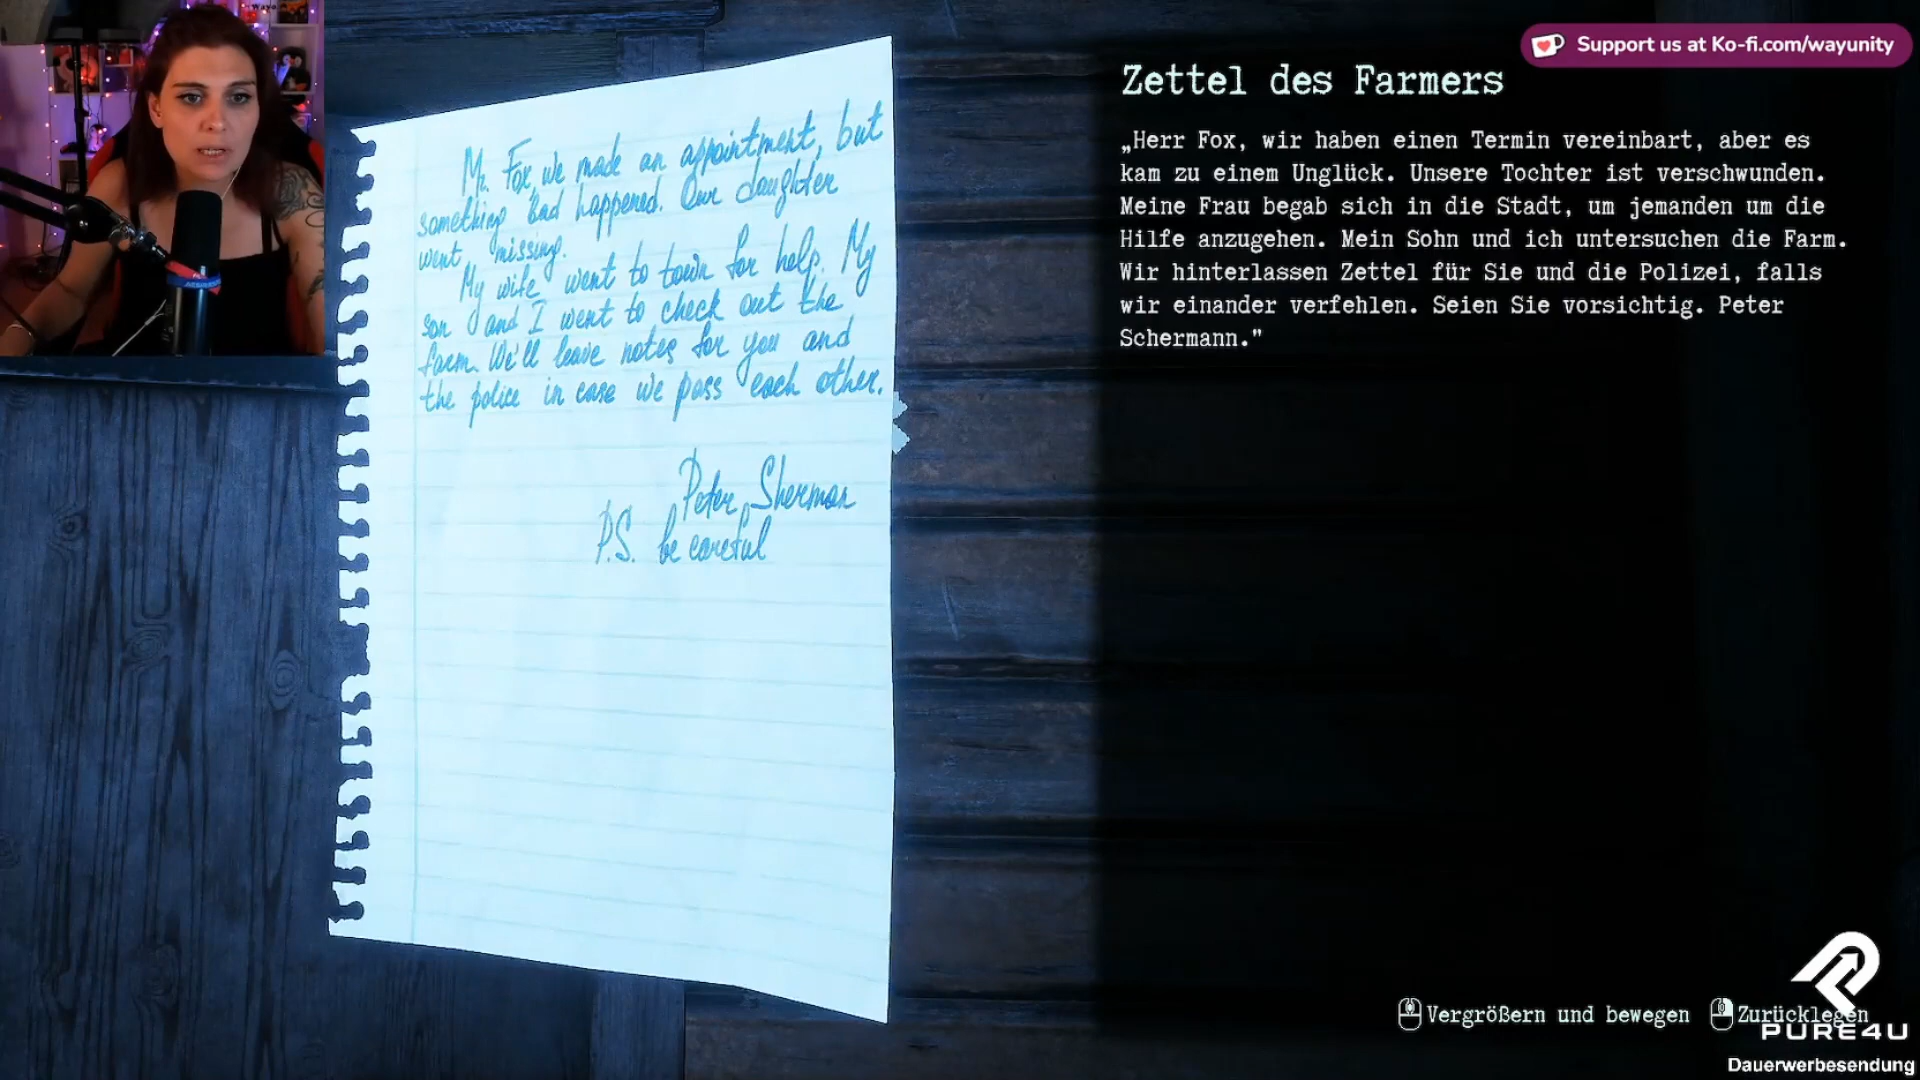 Support us at Ko-fi.com/wayunity
Mr. Fox, we made an appointment, but
something bad happened. Our daughter
went missing.
My wife went to town for help. My
son and I went to check out the
farm. We'll leave notes for you and
the police in case we pass each other.
Peter Sherman
P.S. be careful
Zettel des Farmers
„Herr Fox, wir haben einen Termin vereinbart, aber es
kam zu einem Unglück. Unsere Tochter ist verschwunden.
Meine Frau begab sich in die Stadt, um jemanden um die
Hilfe anzugehen. Mein Sohn und ich untersuchen die Farm.
Wir hinterlassen Zettel für Sie und die Polizei, falls
wir einander verfehlen. Seien Sie vorsichtig. Peter
Schermann."
Vergrößern und bewegen Zurücklegen
PURE4U
Dauerwerbesendung